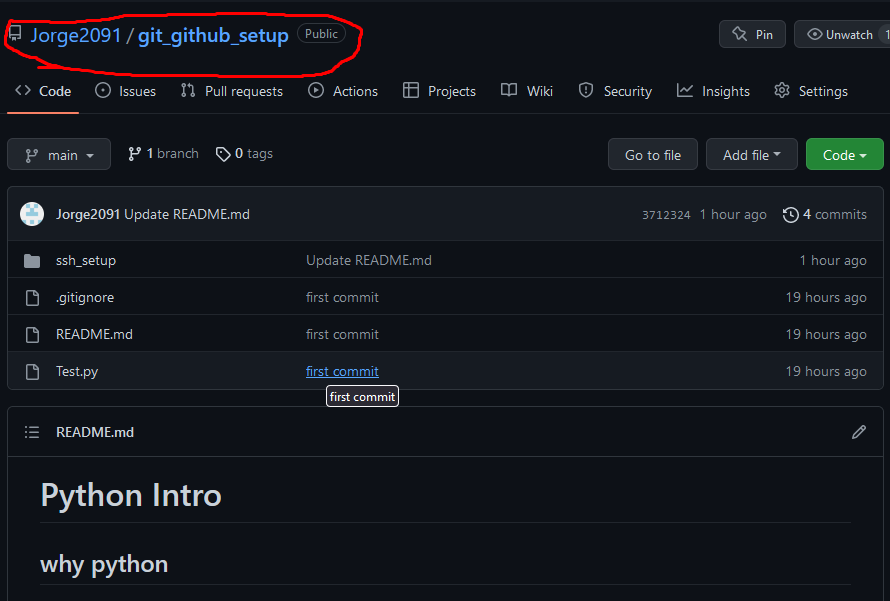 Jorge2091 / git_github_setup Public Pin Unwatch 1
Code Issues Pull requests Actions Projects Wiki Security Insights Settings
main 1 branch 0 tags Go to file Add file Code
Jorge2091 Update README.md 3712324 1 hour ago 4 commits
ssh_setup Update README.md 1 hour ago
.gitignore first commit 19 hours ago
README.md first commit 19 hours ago
Test.py first commit 19 hours ago
first commit
README.md
Python Intro
why python